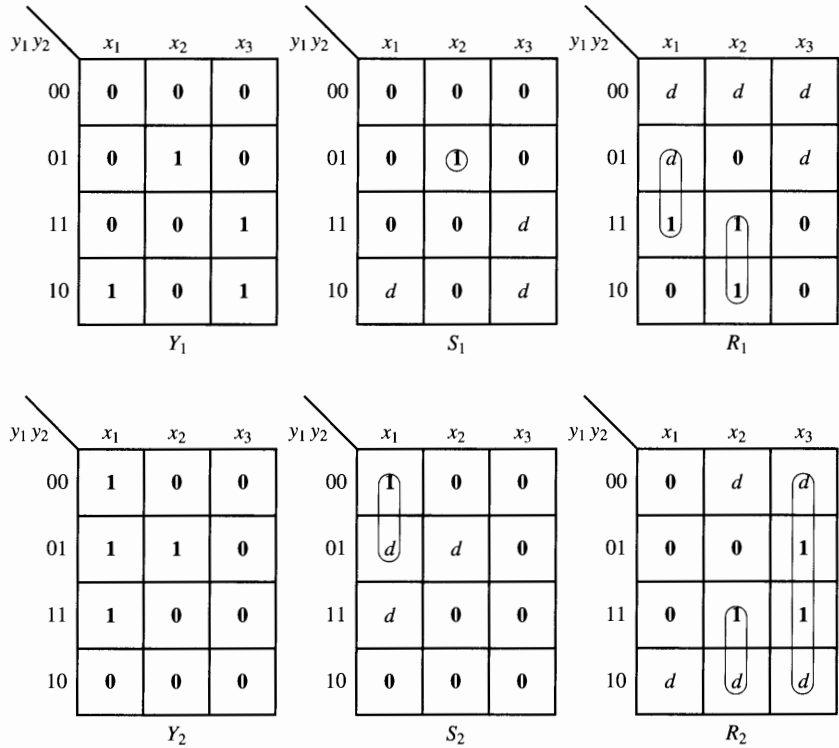 y₁ y₂ x₁ x₂ x₃ y₁ y₂ x₁ x₂ x₃ y₁ y₂ x₁ x₂ x₃
00 0 0 0 00 0 0 0 00 d d d
01 0 1 0 01 0 1 0 01 d 0 d
11 0 0 1 11 0 0 d 11 1 1 0
10 1 0 1 10 d 0 d 10 0 1 0
Y₁ S₁ R₁
y₁ y₂ x₁ x₂ x₃ y₁ y₂ x₁ x₂ x₃ y₁ y₂ x₁ x₂ x₃
00 1 0 0 00 1 0 0 00 0 d d
01 1 1 0 01 d d 0 01 0 0 1
11 1 0 0 11 d 0 0 11 0 1 1
10 0 0 0 10 0 0 0 10 d d d
Y₂ S₂ R₂